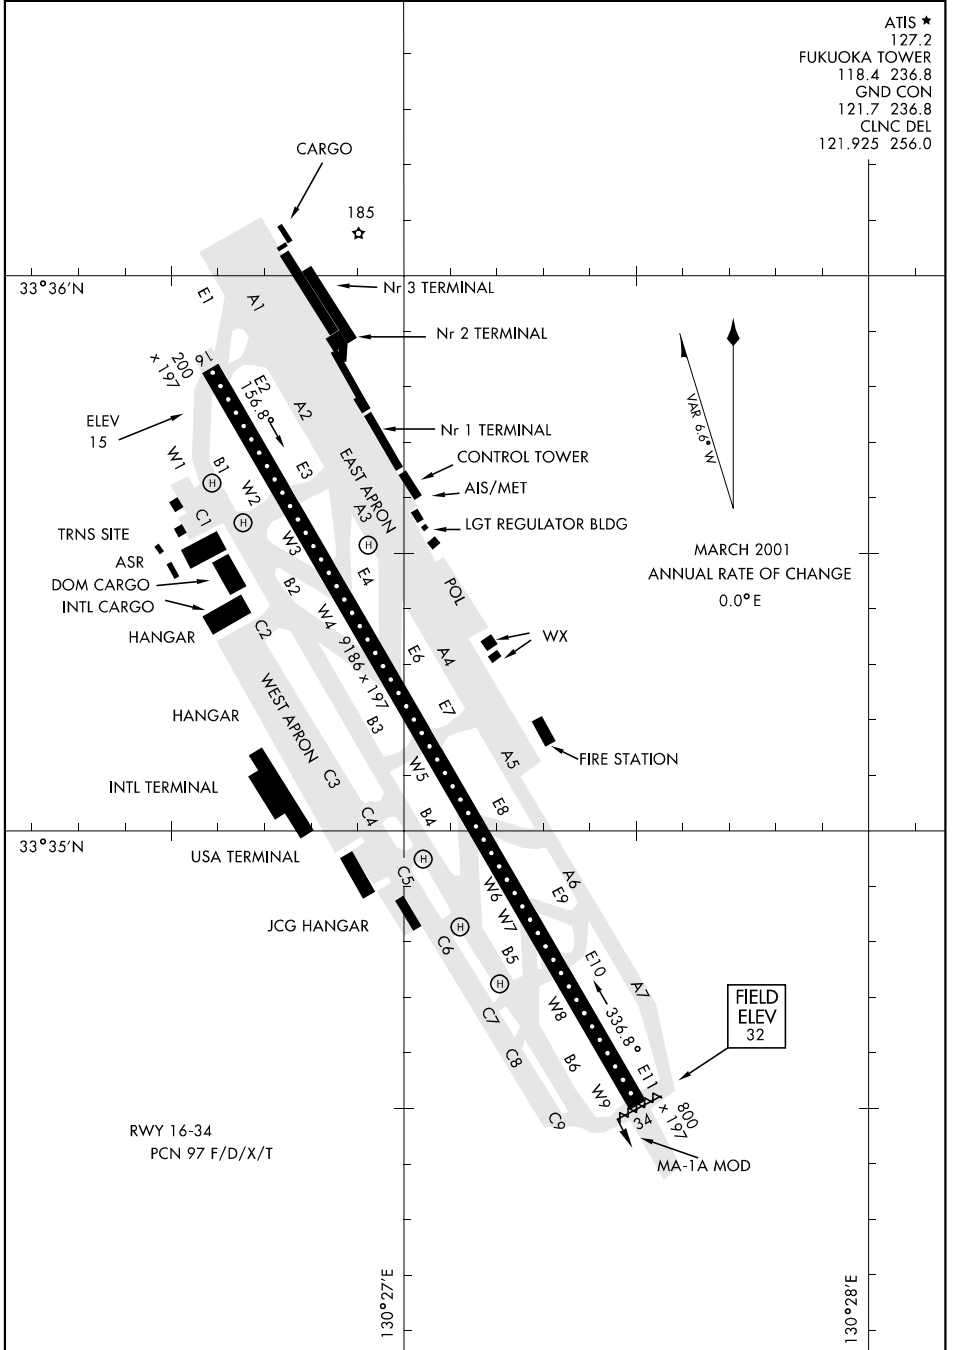 ATIS
127.2
FUKUOKA TOWER
118.4 236.8
GND CON
121.7 236.8
CLNC DEL
121.925 256.0
CARGO
185
33°36'N
Nr 3 TERMINAL
E1
A1
Nr 2 TERMINAL
VAR 6.6° W
200
x 197
16
E2
156.8°
A2
ELEV
15
Nr 1 TERMINAL
CONTROL TOWER
AIS/MET
LGT REGULATOR BLDG
W1
B1
H
W2
E3
EAST APRON
A3
C1
H
W3
H
E4
TRNS SITE
ASR
DOM CARGO
INTL CARGO
HANGAR
B2
W4
C2
POL
MARCH 2001
ANNUAL RATE OF CHANGE
0.0° E
WX
E6
A4
9186 x 197
E7
WEST APRON
B3
HANGAR
W5
A5
FIRE STATION
INTL TERMINAL
C3
C4
B4
E8
33°35'N
USA TERMINAL
H
C5
W6
A6
E9
JCG HANGAR
W7
C6
H
B5
E10
H
A7
336.8°
FIELD
ELEV
32
C7
W8
C8
B6
E11
W9
C9
34
800
x 197
MA-1A MOD
RWY 16-34
PCN 97 F/D/X/T
130°27'E
130°28'E